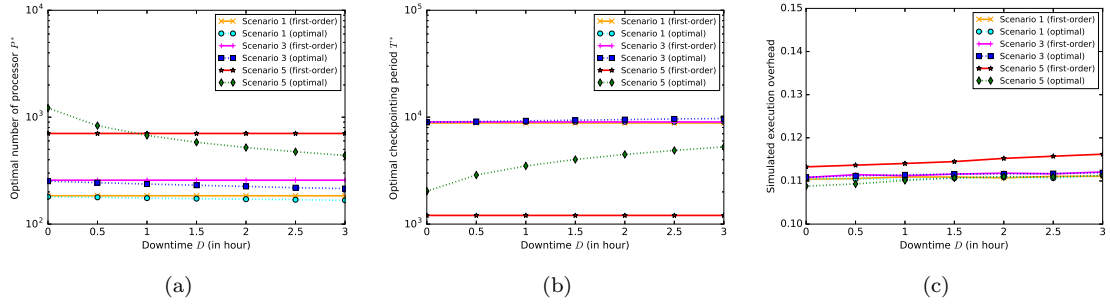 10^4
10^3
10^2
Optimal number of processor P*
Scenario 1 (first-order)
Scenario 1 (optimal)
Scenario 3 (first-order)
Scenario 3 (optimal)
Scenario 5 (first-order)
Scenario 5 (optimal)
0 0.5 1 1.5 2 2.5 3
Downtime D (in hour)
(a)
10^5
10^4
10^3
Optimal checkpointing period T*
Scenario 1 (first-order)
Scenario 1 (optimal)
Scenario 3 (first-order)
Scenario 3 (optimal)
Scenario 5 (first-order)
Scenario 5 (optimal)
0 0.5 1 1.5 2 2.5 3
Downtime D (in hour)
(b)
0.15
0.14
0.13
0.12
0.11
0.10
Simulated execution overhead
Scenario 1 (first-order)
Scenario 1 (optimal)
Scenario 3 (first-order)
Scenario 3 (optimal)
Scenario 5 (first-order)
Scenario 5 (optimal)
0 0.5 1 1.5 2 2.5 3
Downtime D (in hour)
(c)